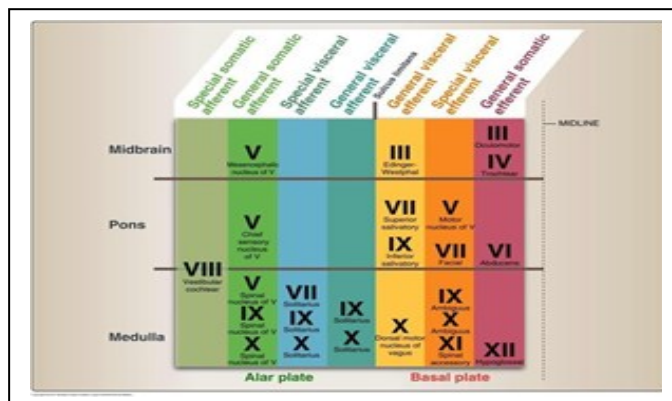 Special somatic afferent
General somatic afferent
Special visceral afferent
General visceral afferent
Sulcus limitans
General visceral efferent
Special visceral efferent
General somatic efferent
MIDLINE
Midbrain
V
Mesencephalic nucleus of V
III
Edinger-Westphal
III
Oculomotor
IV
Trochlear
Pons
V
Chief sensory nucleus of V
VII
Superior salivatory
IX
Inferior salivatory
V
Motor nucleus of V
VII
Facial
VI
Abducens
VIII
Vestibular cochlear
Medulla
V
Spinal nucleus of V
IX
Spinal nucleus of V
X
Spinal nucleus of V
VII
Solitarius
IX
Solitarius
X
Solitarius
IX
Solitarius
X
Solitarius
X
Dorsal motor nucleus of vagus
IX
Ambiguus
X
Ambiguus
XI
Spinal accessory
XII
Hypoglossal
Alar plate
Basal plate